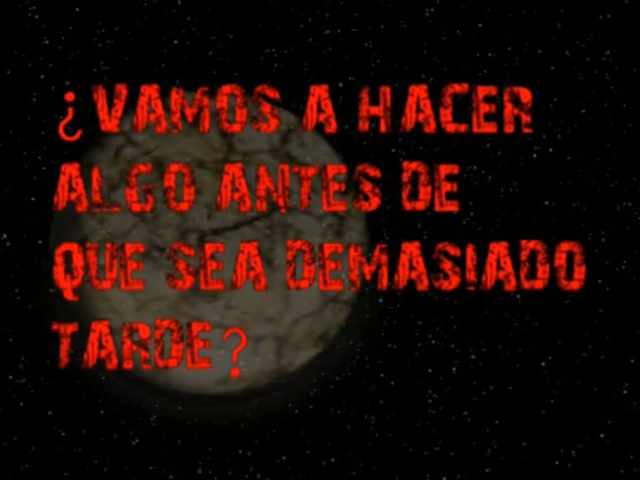 ¿VAMOS A HACER
ALGO ANTES DE
QUE SEA DEMASIADO
TARDE?